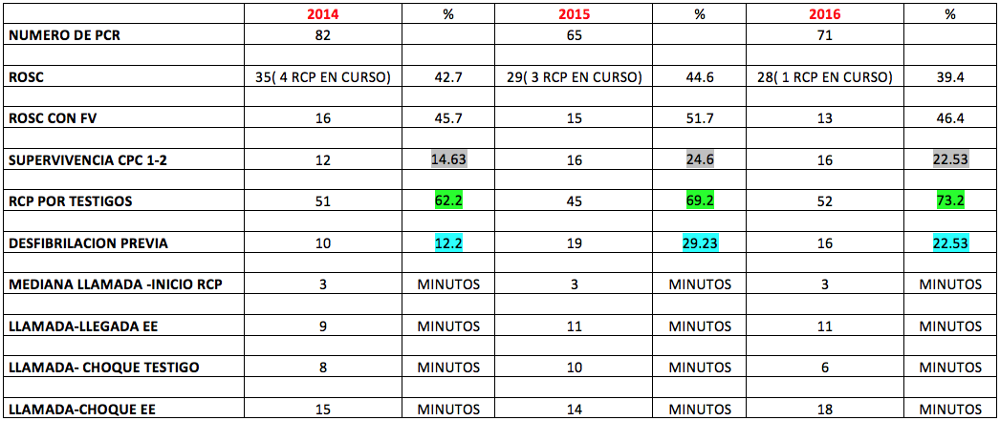 2014 % 2015 % 2016 %
NUMERO DE PCR 82 65 71
ROSC 35( 4 RCP EN CURSO) 42.7 29( 3 RCP EN CURSO) 44.6 28( 1 RCP EN CURSO) 39.4
ROSC CON FV 16 45.7 15 51.7 13 46.4
SUPERVIVENCIA CPC 1-2 12 14.63 16 24.6 16 22.53
RCP POR TESTIGOS 51 62.2 45 69.2 52 73.2
DESFIBRILACION PREVIA 10 12.2 19 29.23 16 22.53
MEDIANA LLAMADA -INICIO RCP 3 MINUTOS 3 MINUTOS 3 MINUTOS
LLAMADA-LLEGADA EE 9 MINUTOS 11 MINUTOS 11 MINUTOS
LLAMADA- CHOQUE TESTIGO 8 MINUTOS 10 MINUTOS 6 MINUTOS
LLAMADA-CHOQUE EE 15 MINUTOS 14 MINUTOS 18 MINUTOS